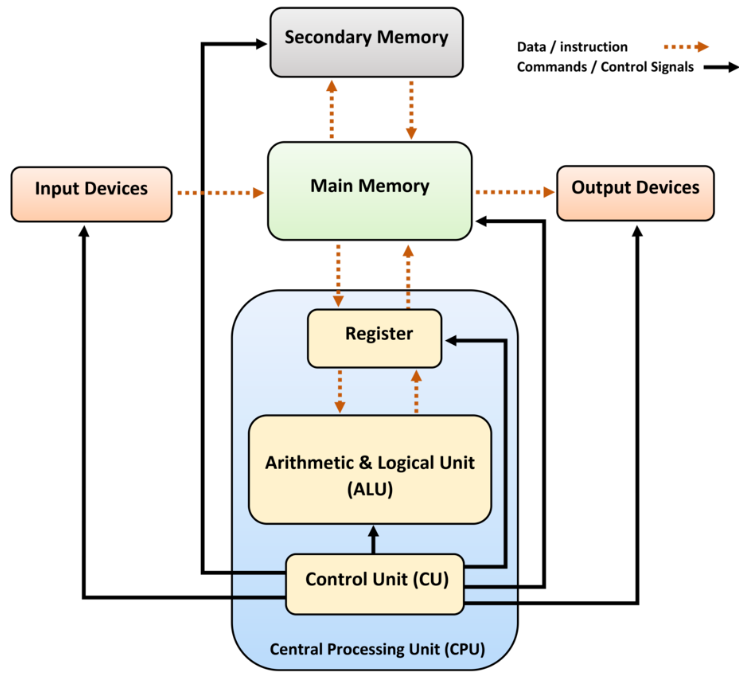 Secondary Memory
Data / instruction
Commands / Control Signals
Input Devices
Main Memory
Output Devices
Register
Arithmetic & Logical Unit
(ALU)
Control Unit (CU)
Central Processing Unit (CPU)